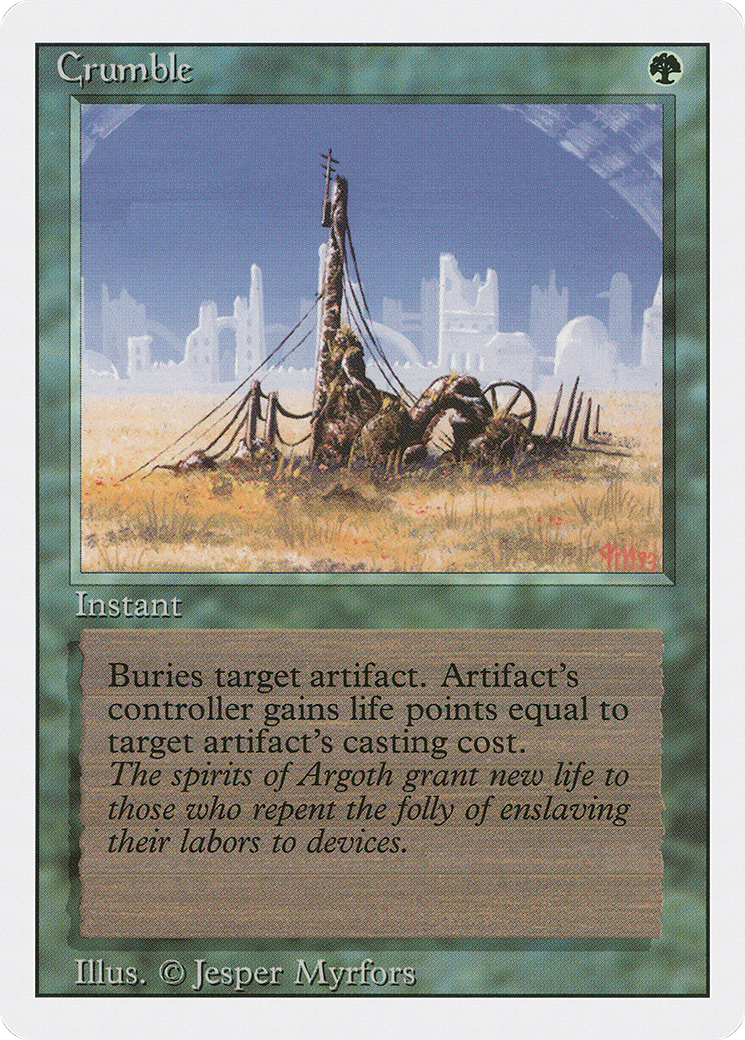 Crumble
Instant
Buries target artifact. Artifact's
controller gains life points equal to
target artifact's casting cost.
The spirits of Argoth grant new life to
those who repent the folly of enslaving
their labors to devices.
Illus. © Jesper Myrfors